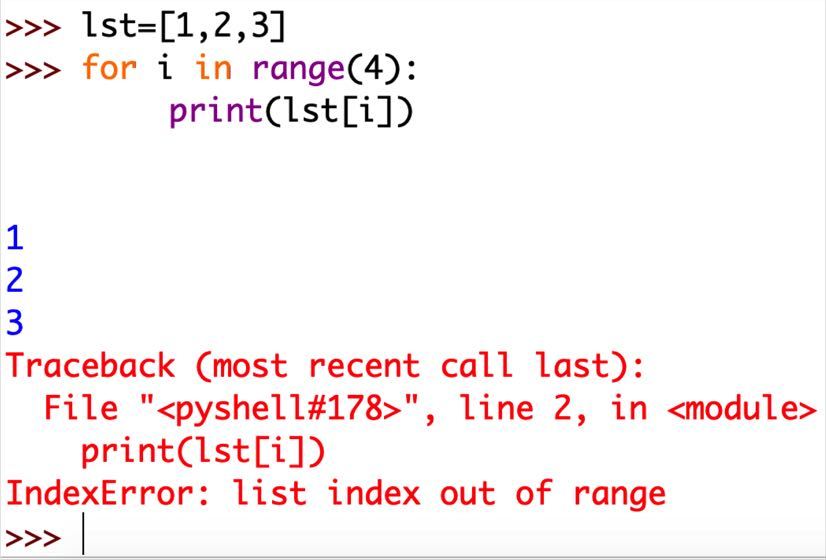 >>> lst=[1,2,3]
>>> for i in range(4):
        print(lst[i])
1
2
3
Traceback (most recent call last):
  File "<pyshell#178>", line 2, in <module>
    print(lst[i])
IndexError: list index out of range
>>>